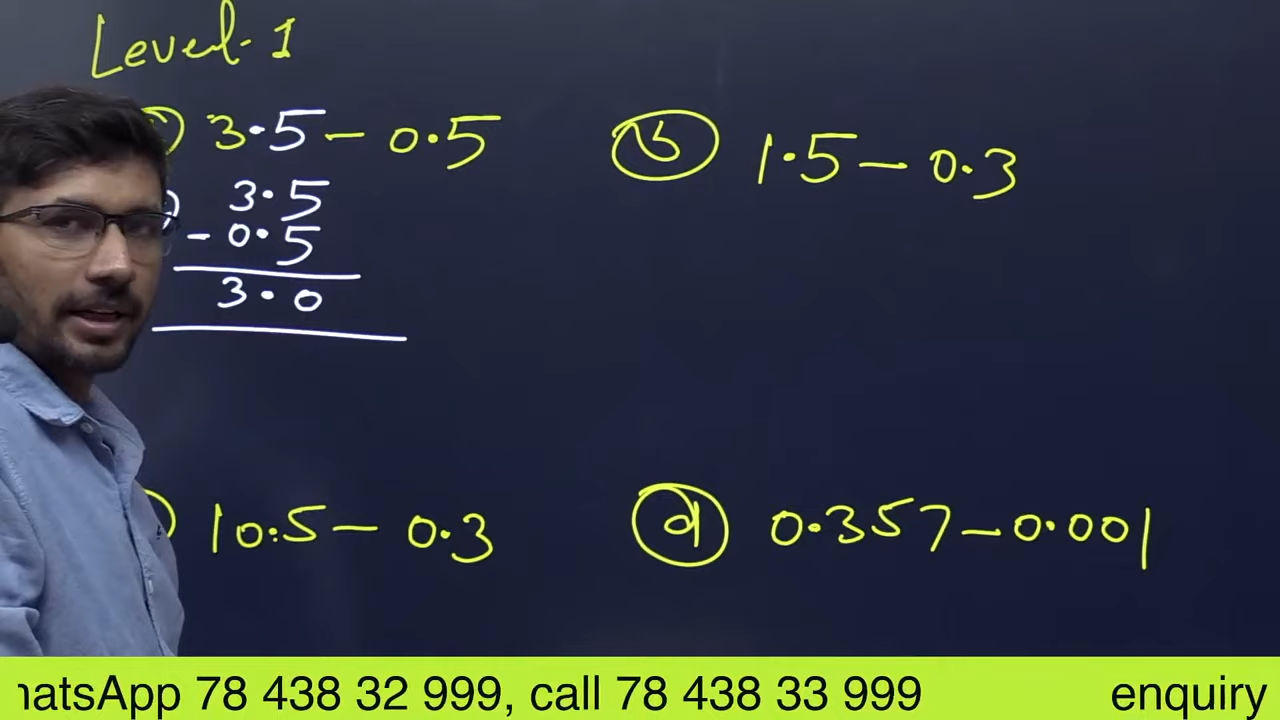 Level-1
3.5 - 0.5
3.5
- 0.5
3.0
b 1.5 - 0.3
10.5 - 0.3
d 0.357 - 0.001
hatsApp 78 438 32 999, call 78 438 33 999 enquiry